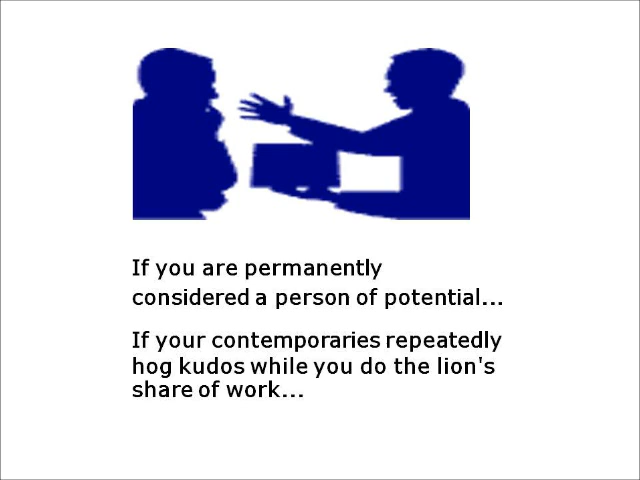 If you are permanently
considered a person of potential...
If your contemporaries repeatedly
hog kudos while you do the lion's
share of work...